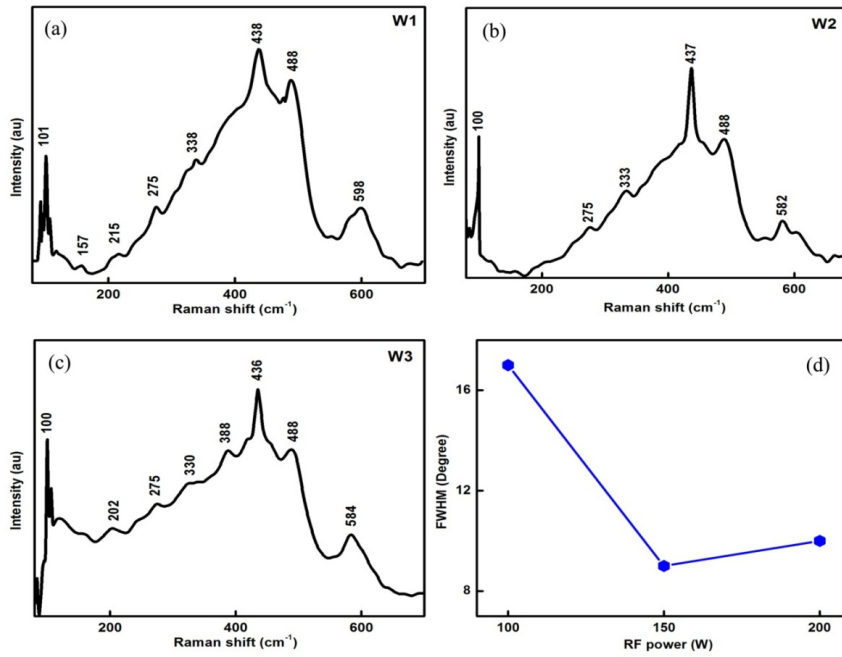 (a)
W1
438
488
101
338
275
598
215
157
Intensity (au)
200 400 600
Raman shift (cm-1)
(b)
W2
437
488
100
333
275
582
Intensity (au)
200 400 600
Raman shift (cm-1)
(c)
W3
436
100
388
488
330
275
202
584
Intensity (au)
200 400 600
Raman shift (cm-1)
(d)
16
12
8
FWHM (Degree)
100 150 200
RF power (W)